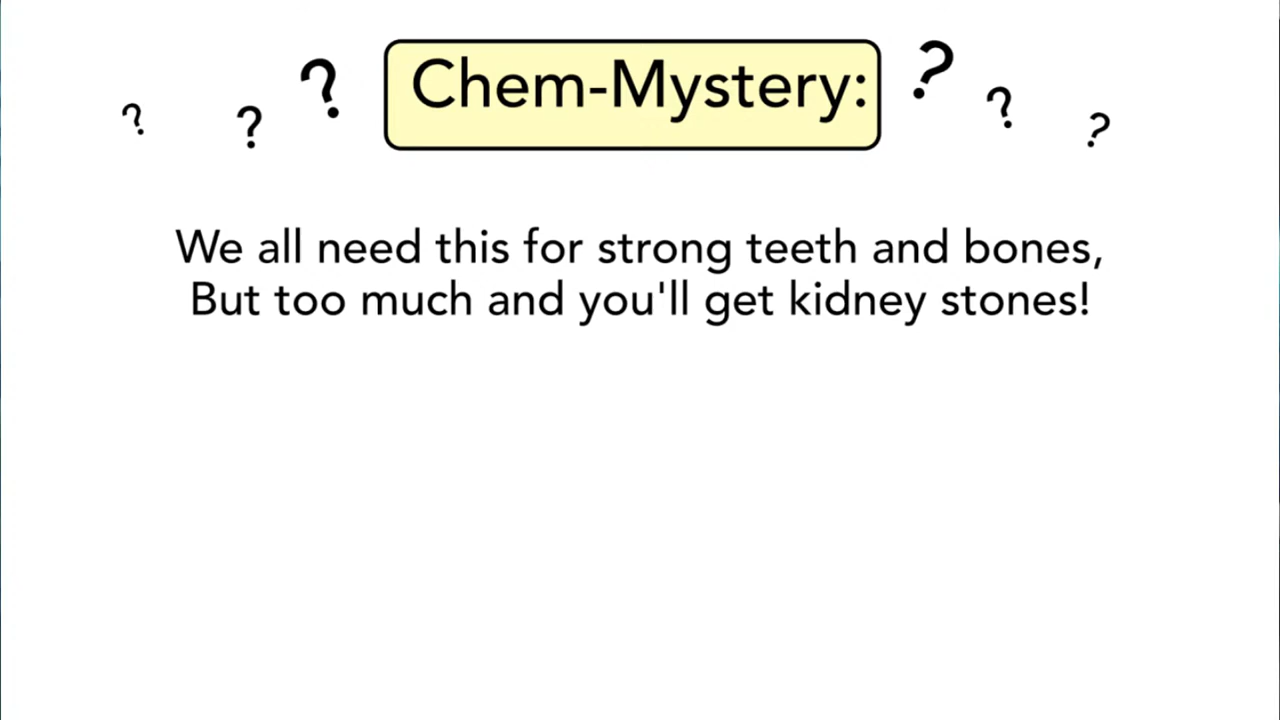 ? ? ? Chem-Mystery: ? ? ?
We all need this for strong teeth and bones,
But too much and you'll get kidney stones!